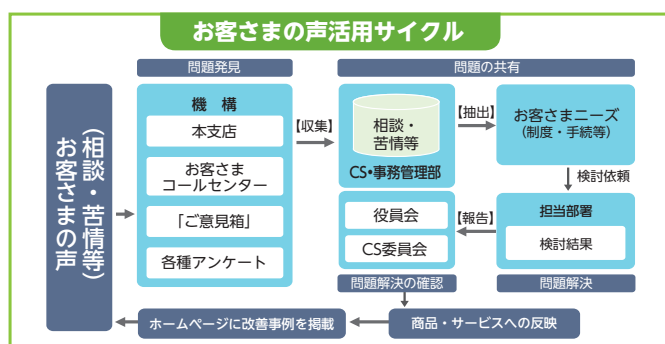 お客さまの声活用サイクル
問題発見
問題の共有
お客さまの声
(相談・苦情等)
機構
本支店
お客さま
コールセンター
「ご意見箱」
各種アンケート
【収集】
相談・
苦情等
CS・事務管理部
【抽出】
お客さまニーズ
(制度・手続等)
検討依頼
担当部署
検討結果
【報告】
役員会
CS委員会
問題解決の確認
問題解決
商品・サービスへの反映
ホームページに改善事例を掲載